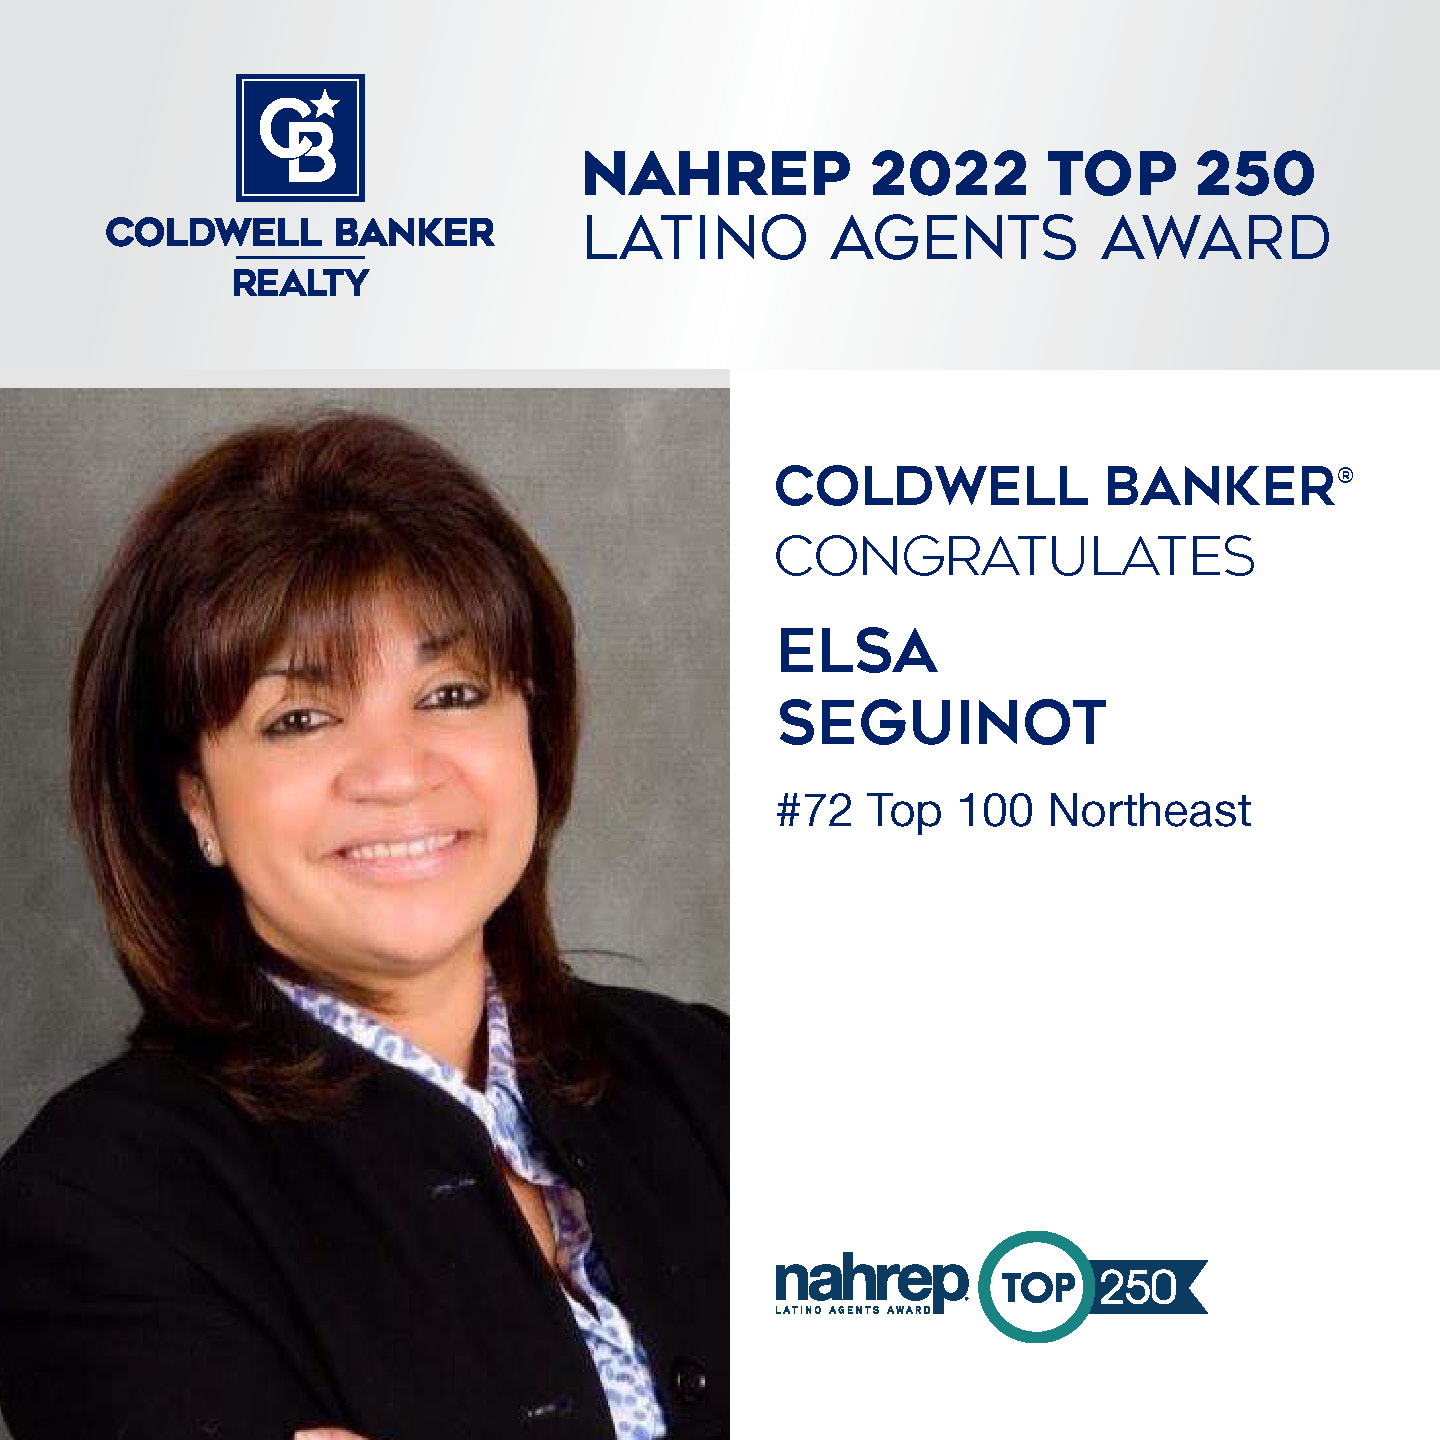 CB
COLDWELL BANKER
REALTY
NAHREP 2022 TOP 250
LATINO AGENTS AWARD
COLDWELL BANKER®
CONGRATULATES
ELSA
SEGUINOT
#72 Top 100 Northeast
nahrep
LATINO AGENTS AWARD
TOP 250